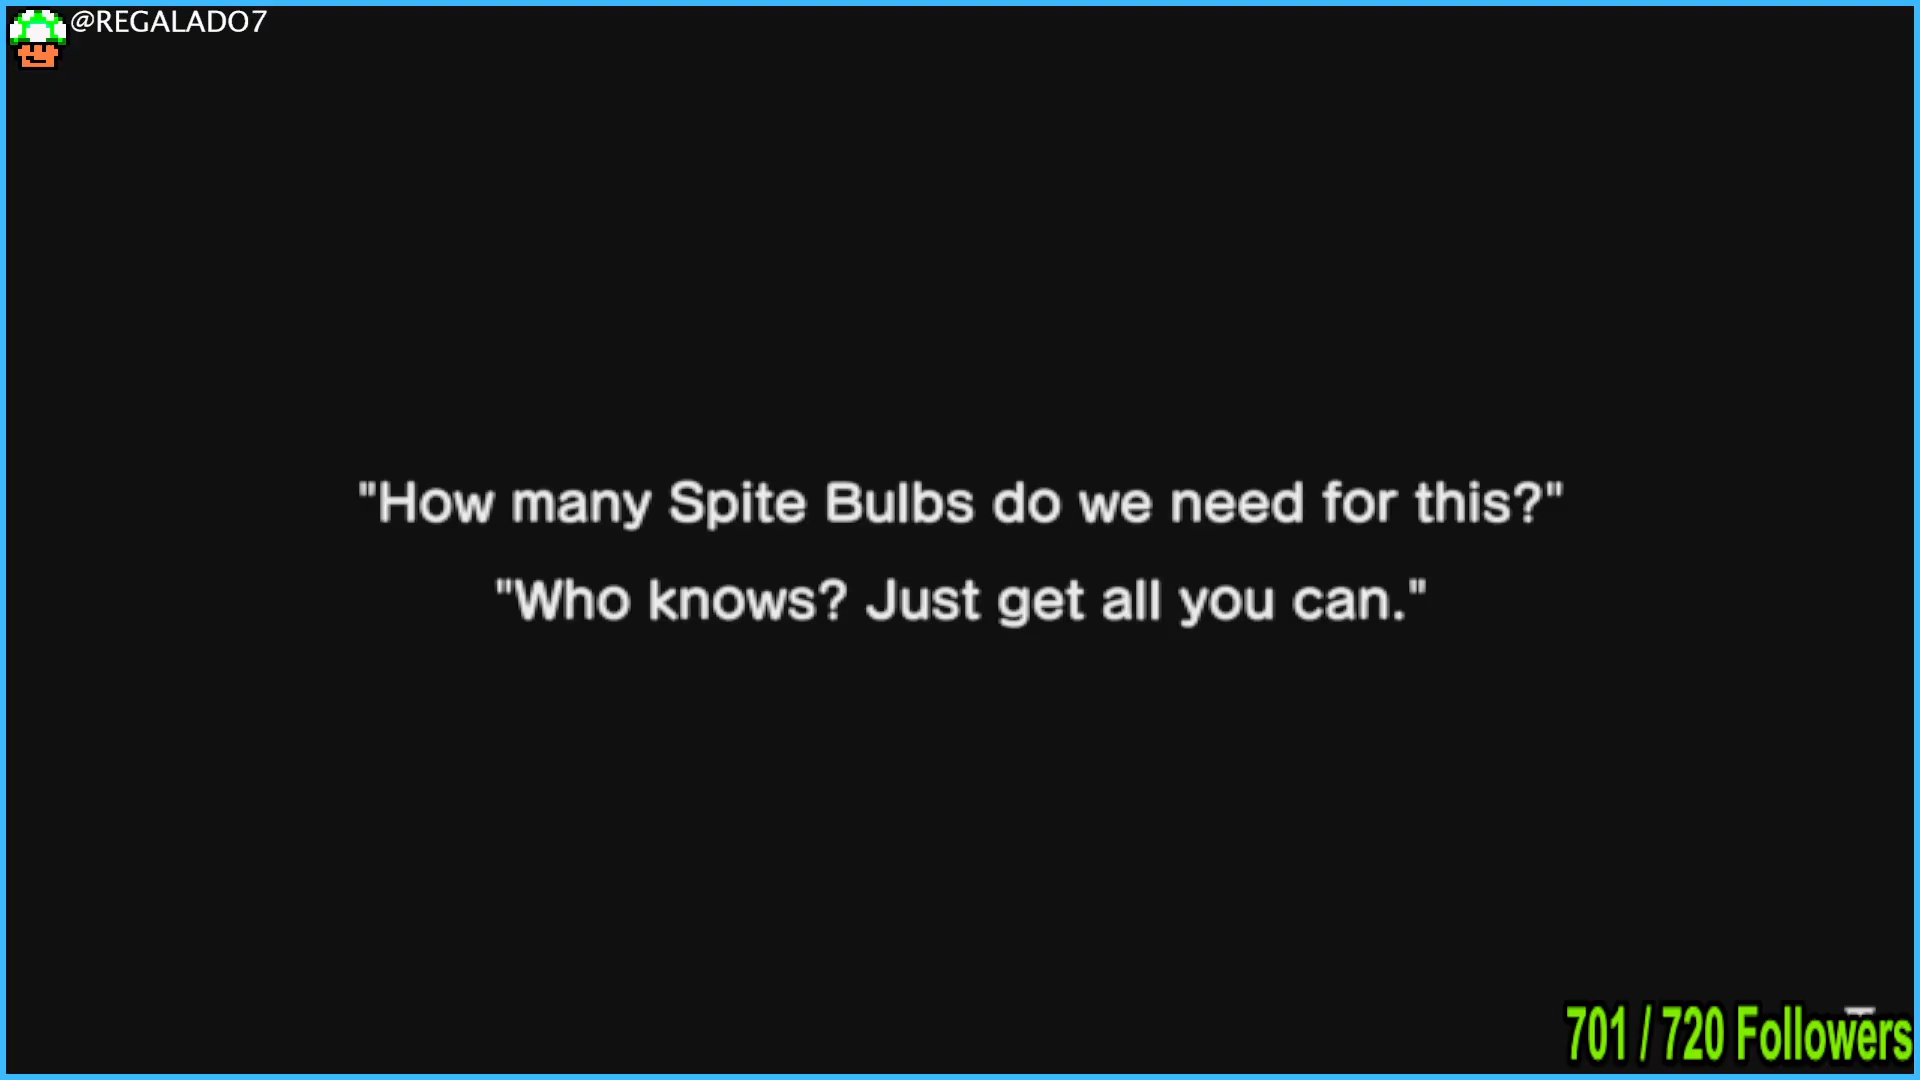 @REGALADO7
"How many Spite Bulbs do we need for this?"
"Who knows? Just get all you can."
701 / 720 Followers